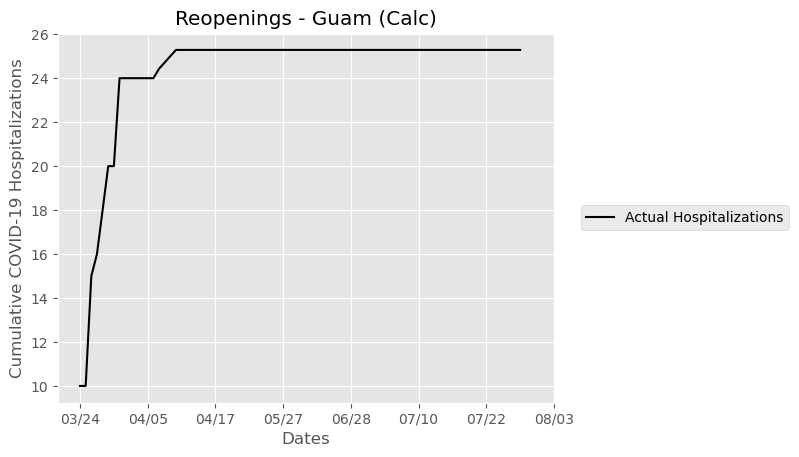 Reopenings - Guam (Calc)
Cumulative COVID-19 Hospitalizations
26
24
22
20
18
16
14
12
10
03/24 04/05 04/17 05/27 06/28 07/10 07/22 08/03
Dates
Actual Hospitalizations